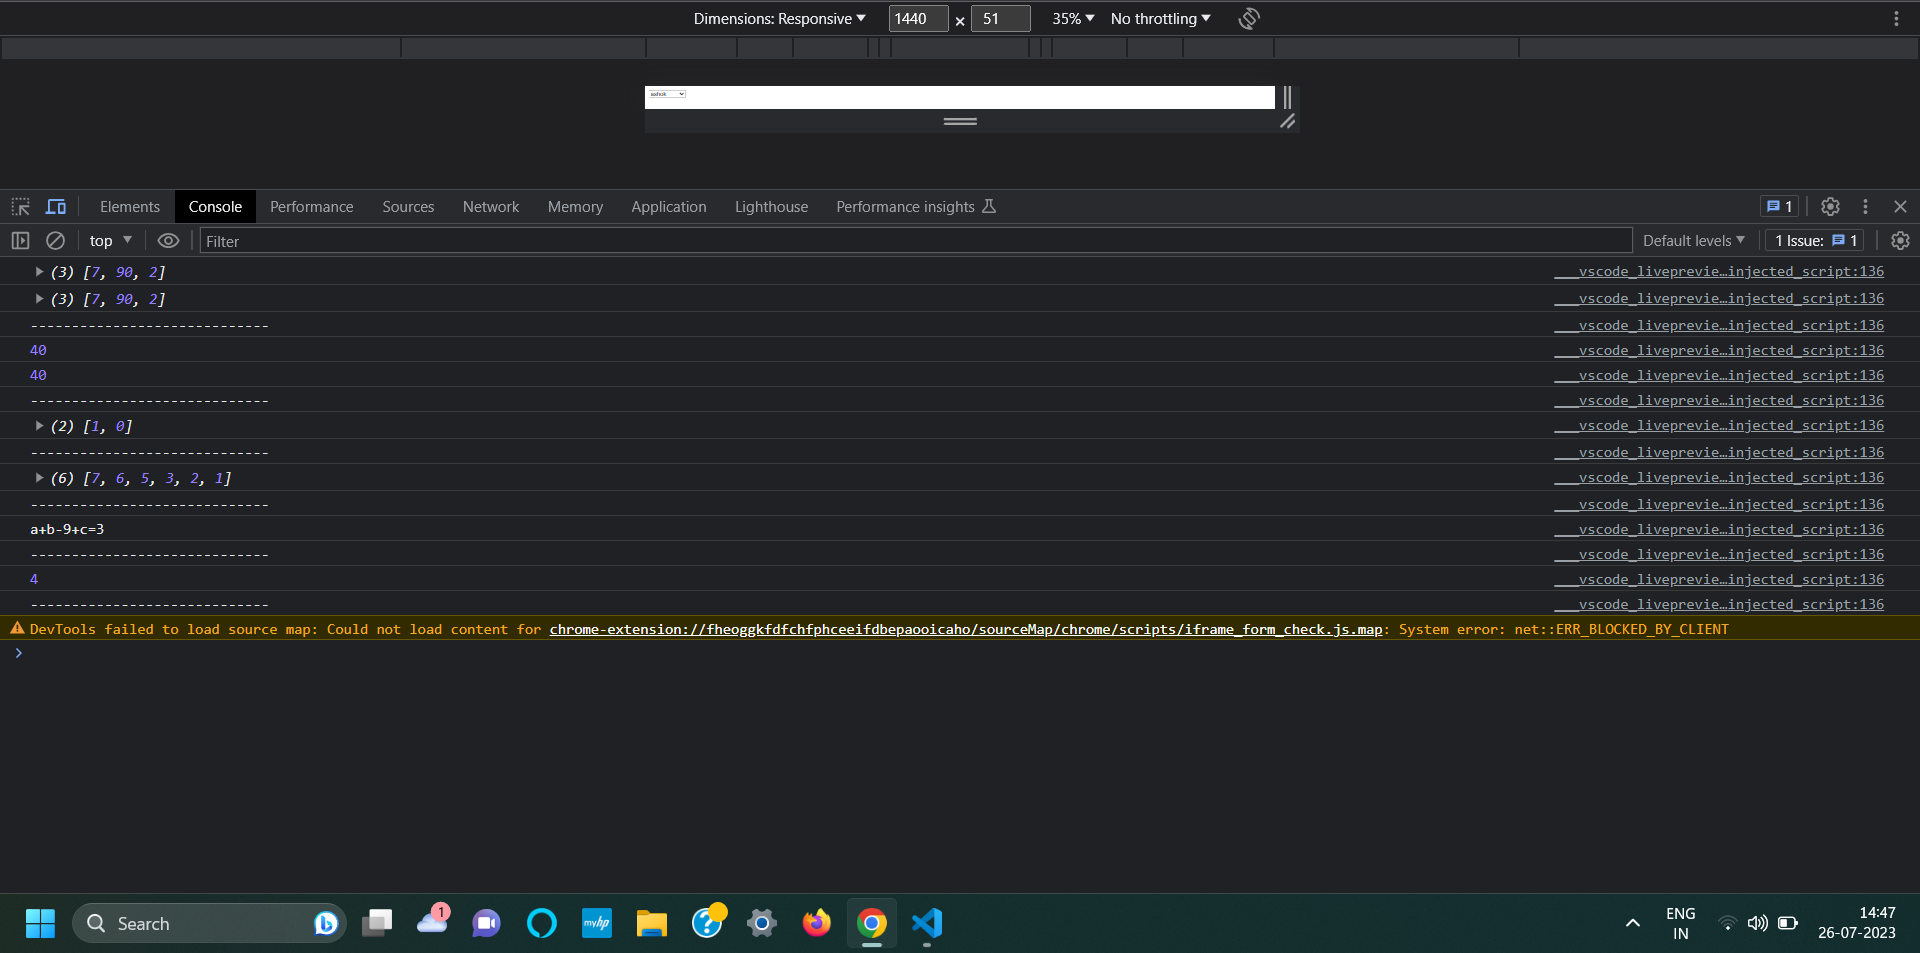 Dimensions: Responsive 1440 × 51 35% No throttling
Elements Console Performance Sources Network Memory Application Lighthouse Performance insights 1
top Filter Default levels 1 Issue: 1
(3) [7, 90, 2] ___vscode_liveprevie…injected_script:136
(3) [7, 90, 2] ___vscode_liveprevie…injected_script:136
----------------------------- ___vscode_liveprevie…injected_script:136
40 ___vscode_liveprevie…injected_script:136
40 ___vscode_liveprevie…injected_script:136
----------------------------- ___vscode_liveprevie…injected_script:136
(2) [1, 0] ___vscode_liveprevie…injected_script:136
----------------------------- ___vscode_liveprevie…injected_script:136
(6) [7, 6, 5, 3, 2, 1] ___vscode_liveprevie…injected_script:136
----------------------------- ___vscode_liveprevie…injected_script:136
a+b-9+c=3 ___vscode_liveprevie…injected_script:136
----------------------------- ___vscode_liveprevie…injected_script:136
4 ___vscode_liveprevie…injected_script:136
----------------------------- ___vscode_liveprevie…injected_script:136
DevTools failed to load source map: Could not load content for chrome-extension://fheoggkfdfchfphceeifdbepaooicaho/sourceMap/chrome/scripts/iframe_form_check.js.map: System error: net::ERR_BLOCKED_BY_CLIENT
Search 1 myhp ENG 14:47
IN 26-07-2023